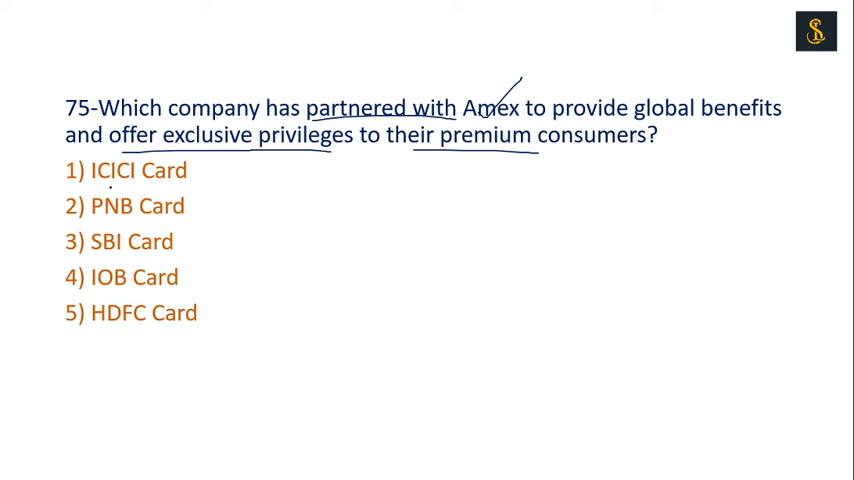 75-Which company has partnered with Amex to provide global benefits
and offer exclusive privileges to their premium consumers?
1) ICICI Card
2) PNB Card
3) SBI Card
4) IOB Card
5) HDFC Card